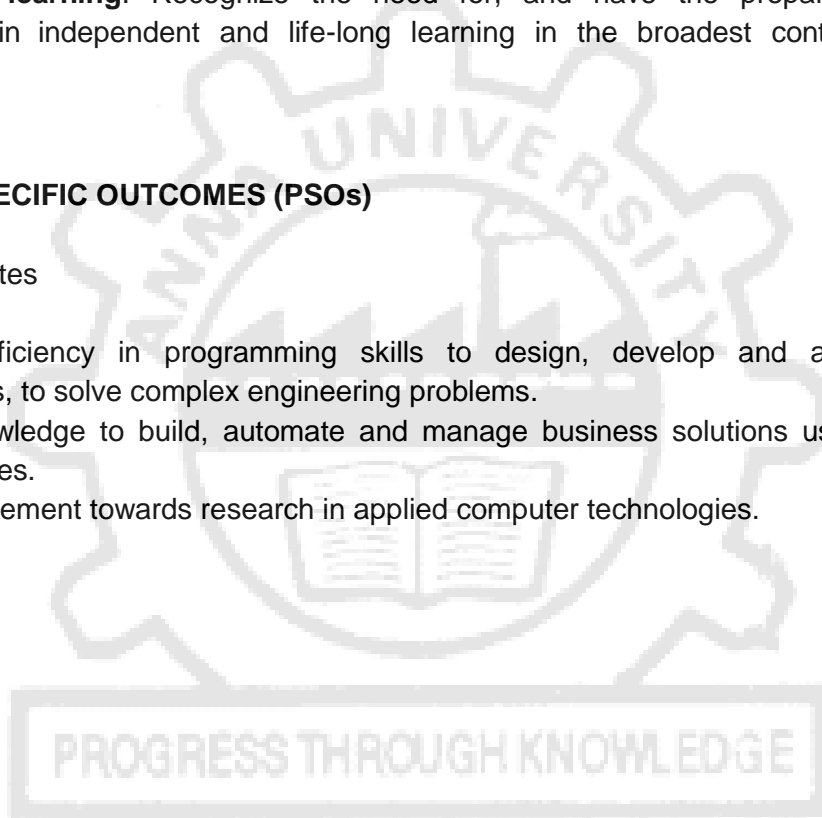 learning: Recognize the need for, and have the prepar
in independent and life-long learning in the broadest cont
ECIFIC OUTCOMES (PSOs)
tes
ficiency in programming skills to design, develop and a
s, to solve complex engineering problems.
wledge to build, automate and manage business solutions us
es.
ement towards research in applied computer technologies.
ANNA UNIVERSITY
PROGRESS THROUGH KNOWLEDGE